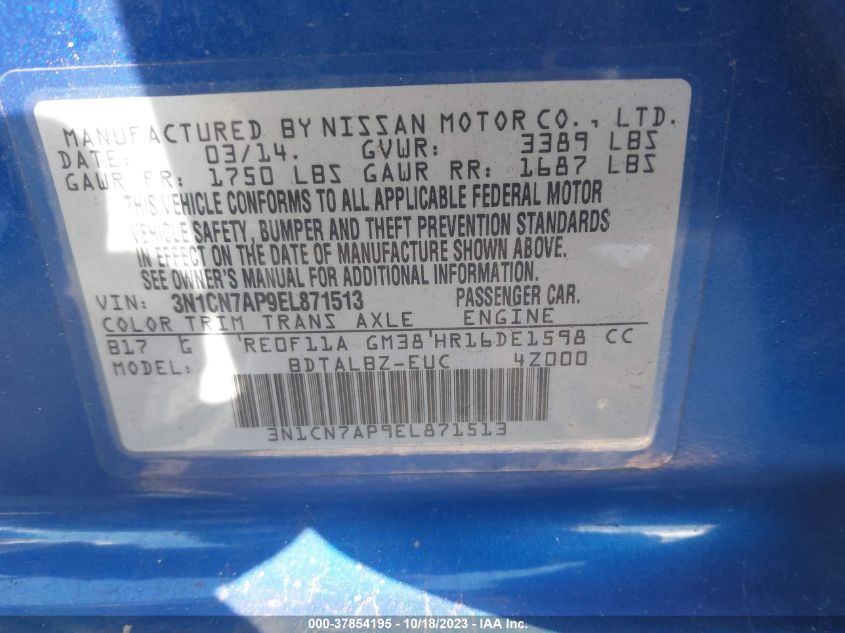 MANUFACTURED BY NISSAN MOTOR CO., LTD.
DATE: 03/14. GVWR: 3389 LBS
GAWR FR: 1750 LBS GAWR RR: 1687 LBS
THIS VEHICLE CONFORMS TO ALL APPLICABLE FEDERAL MOTOR
VEHICLE SAFETY, BUMPER AND THEFT PREVENTION STANDARDS
IN EFFECT ON THE DATE OF MANUFACTURE SHOWN ABOVE.
SEE OWNER'S MANUAL FOR ADDITIONAL INFORMATION.
VIN: 3N1CN7AP9EL871513 PASSENGER CAR.
COLOR TRIM TRANS AXLE ENGINE
B17 G 'RE0F11A GM38'HR16DE1598 CC
MODEL: BDTALBZ-EUC 4Z000
3N1CN7AP9EL871513
000-37854195 - 10/18/2023 - IAAI.com